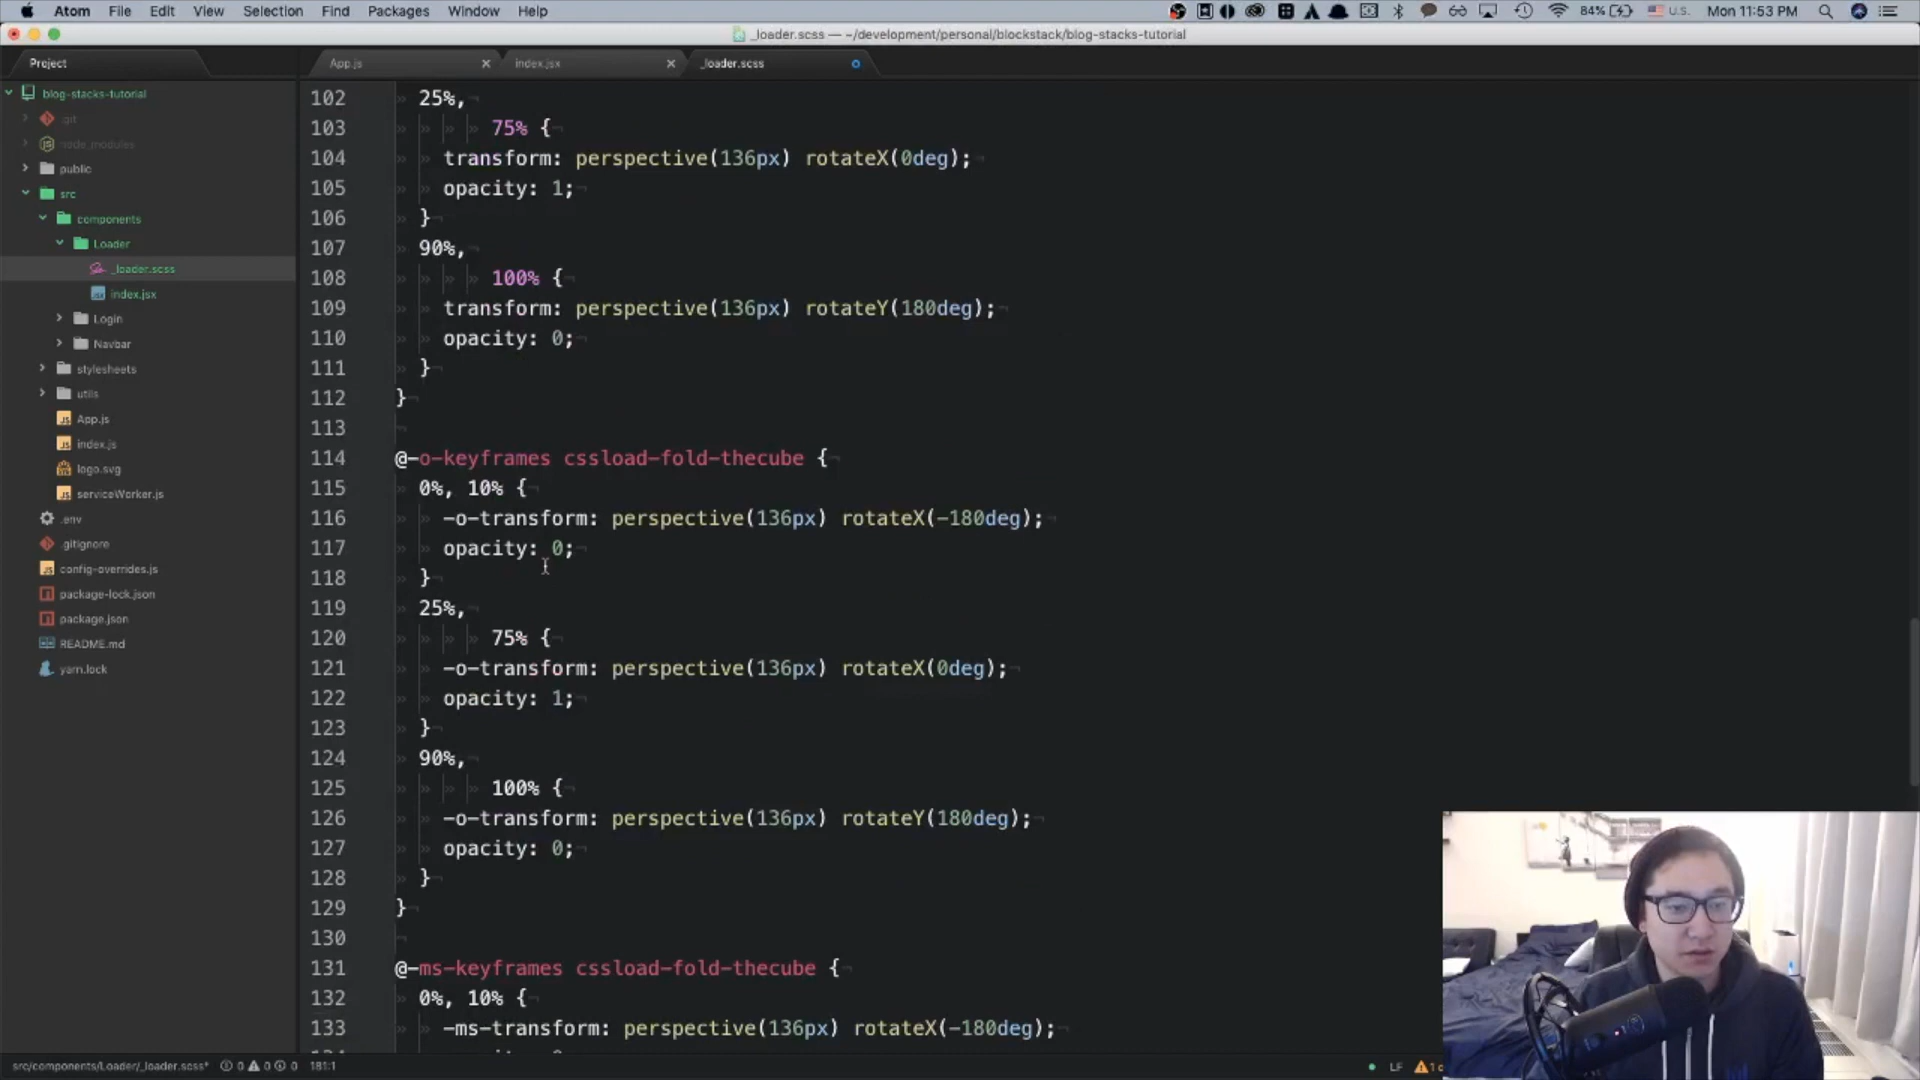 Atom File Edit View Selection Find Packages Window Help 84% U.S. Mon 11:53 PM
_loader.scss — ~/development/personal/blockstack/blog-stacks-tutorial
Project App.js index.jsx _loader.scss
blog-stacks-tutorial
.git
node_modules
public
src
components
Loader
_loader.scss
index.jsx
Login
Navbar
stylesheets
utils
App.js
index.js
logo.svg
serviceWorker.js
.env
.gitignore
config-overrides.js
package-lock.json
package.json
README.md
yarn.lock
102 25%,
103 75% {
104 transform: perspective(136px) rotateX(0deg);
105 opacity: 1;
106 }
107 90%,
108 100% {
109 transform: perspective(136px) rotateY(180deg);
110 opacity: 0;
111 }
112 }
113
114 @-o-keyframes cssload-fold-thecube {
115 0%, 10% {
116 -o-transform: perspective(136px) rotateX(-180deg);
117 opacity: 0;
118 }
119 25%,
120 75% {
121 -o-transform: perspective(136px) rotateX(0deg);
122 opacity: 1;
123 }
124 90%,
125 100% {
126 -o-transform: perspective(136px) rotateY(180deg);
127 opacity: 0;
128 }
129 }
130
131 @-ms-keyframes cssload-fold-thecube {
132 0%, 10% {
133 -ms-transform: perspective(136px) rotateX(-180deg);
src/components/Loader/_loader.scss* 0 0 0 181:1 LF